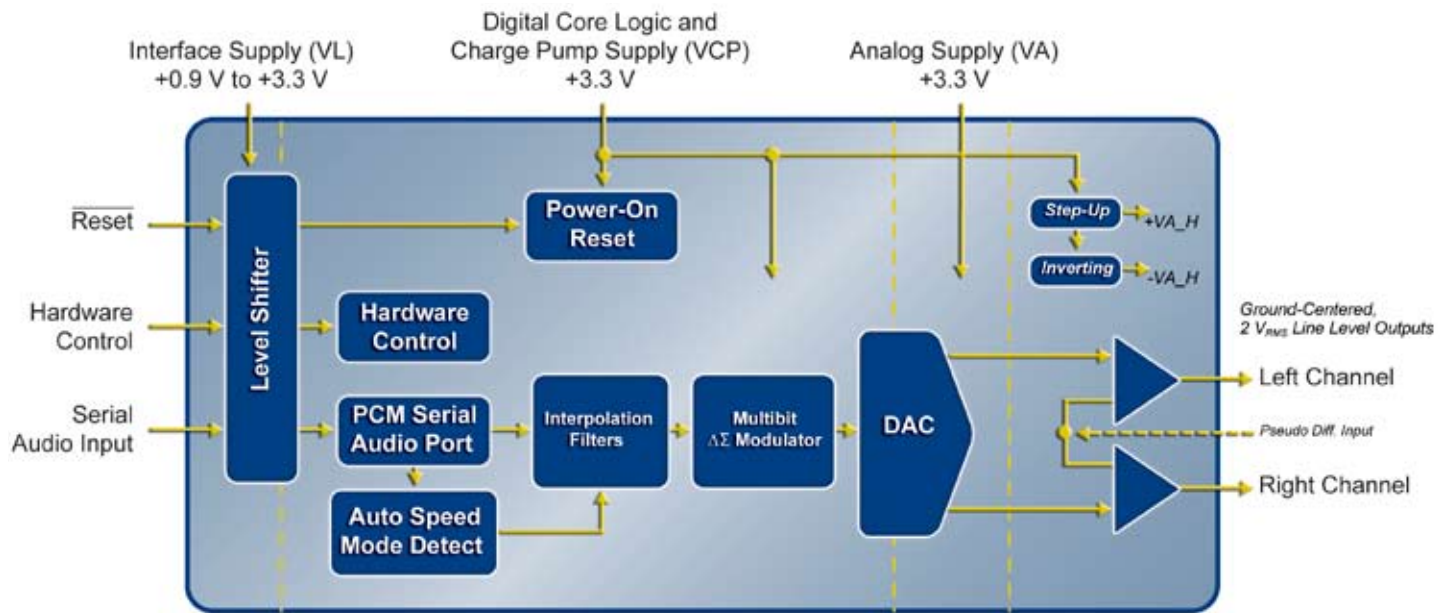 Digital Core Logic and
Charge Pump Supply (VCP)
+3.3 V
Interface Supply (VL)
+0.9 V to +3.3 V
Analog Supply (VA)
+3.3 V
Reset
Level Shifter
Power-On
Reset
Step-Up
+VA_H
Inverting
-VA_H
Hardware
Control
Hardware
Control
Ground-Centered,
2 VRMS Line Level Outputs
Left Channel
Serial
Audio Input
PCM Serial
Audio Port
Interpolation
Filters
Multibit
ΔΣ Modulator
DAC
Pseudo Diff. Input
Right Channel
Auto Speed
Mode Detect